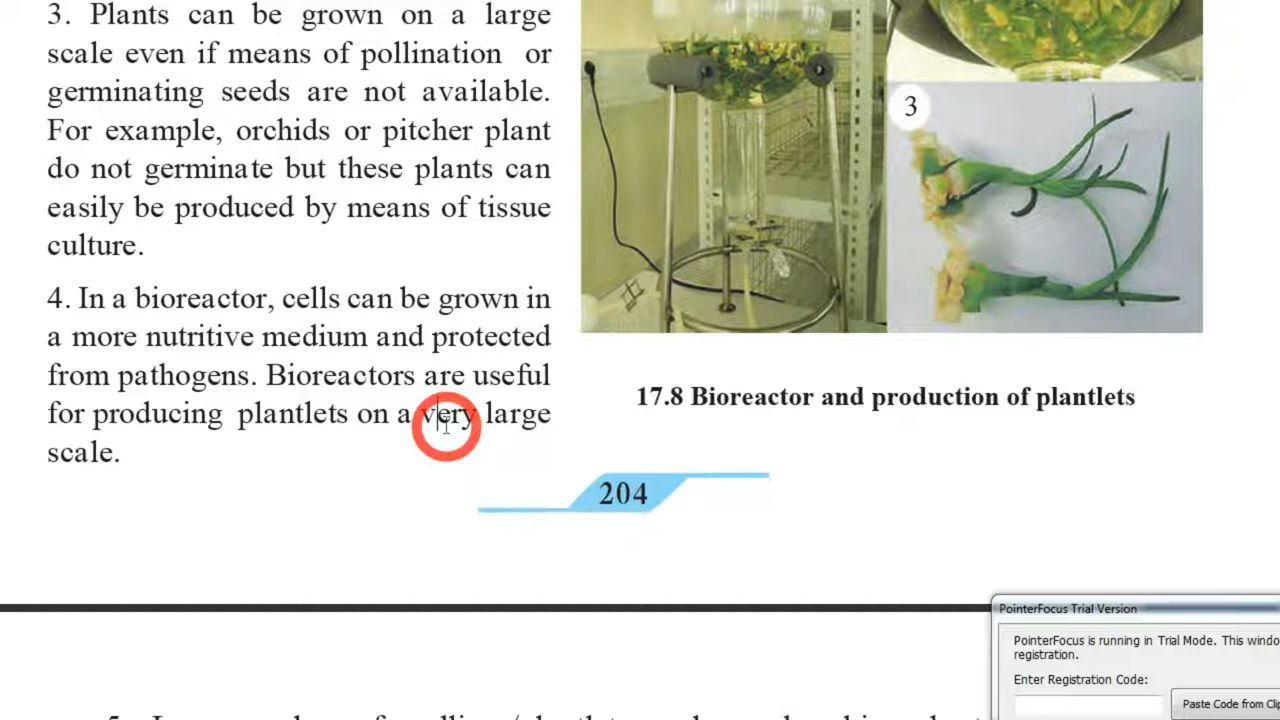 3. Plants can be grown on a large
scale even if means of pollination or
germinating seeds are not available.
For example, orchids or pitcher plant
do not germinate but these plants can
easily be produced by means of tissue
culture.
4. In a bioreactor, cells can be grown in
a more nutritive medium and protected
from pathogens. Bioreactors are useful
for producing plantlets on a very large
scale.
3
17.8 Bioreactor and production of plantlets
204
PointerFocus Trial Version
PointerFocus is running in Trial Mode. This
registration.
Enter Registration Code:
Paste Code from